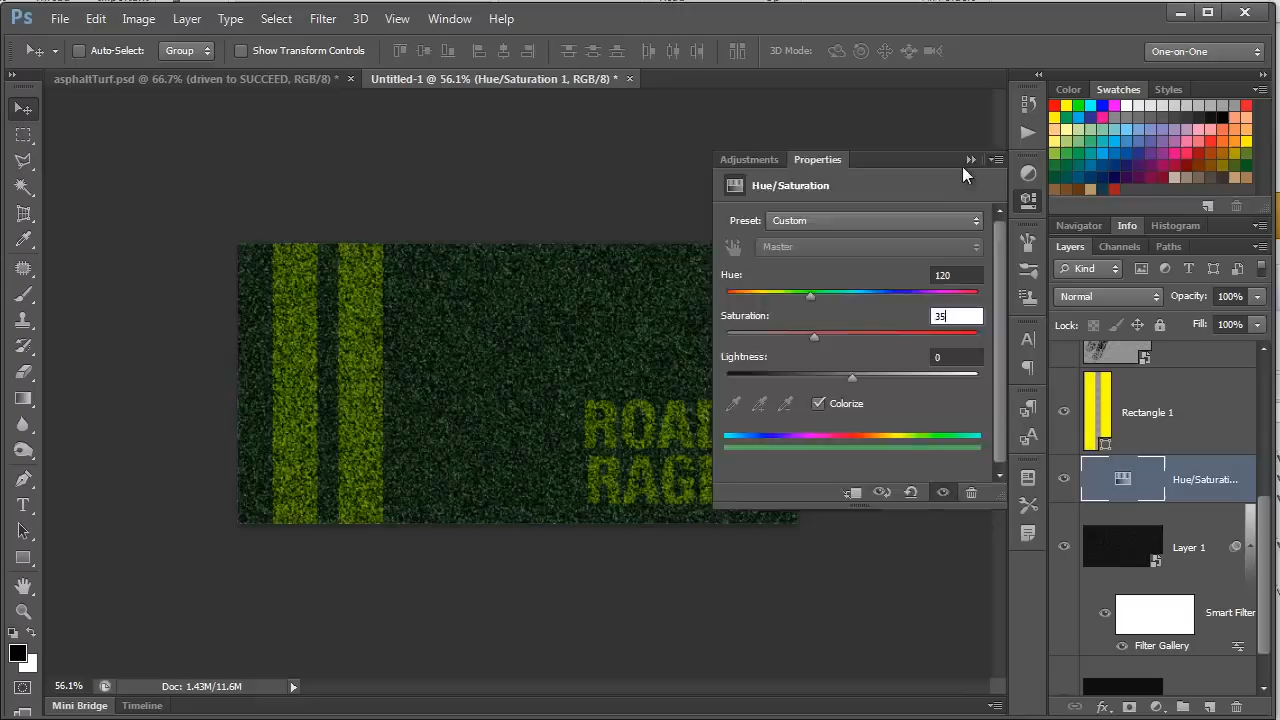 Ps File Edit Image Layer Type Select Filter 3D View Window Help
Auto-Select: Group Show Transform Controls 3D Mode: One-on-One
asphaltTurf.psd @ 66.7% (driven to SUCCEED, RGB/8) * × Untitled-1 @ 56.1% (Hue/Saturation 1, RGB/8) * ×
Color Swatches Styles
Adjustments Properties
Hue/Saturation
Preset: Custom
Master
Hue: 120
Saturation: 35
Lightness: 0
Colorize
ROAD
RAGE
Navigator Info Histogram
Layers Channels Paths
Kind
Normal Opacity: 100%
Lock: Fill: 100%
Rectangle 1
Hue/Saturati...
Layer 1
Smart Filter
Filter Gallery
56.1% Doc: 1.43M/11.6M
Mini Bridge Timeline